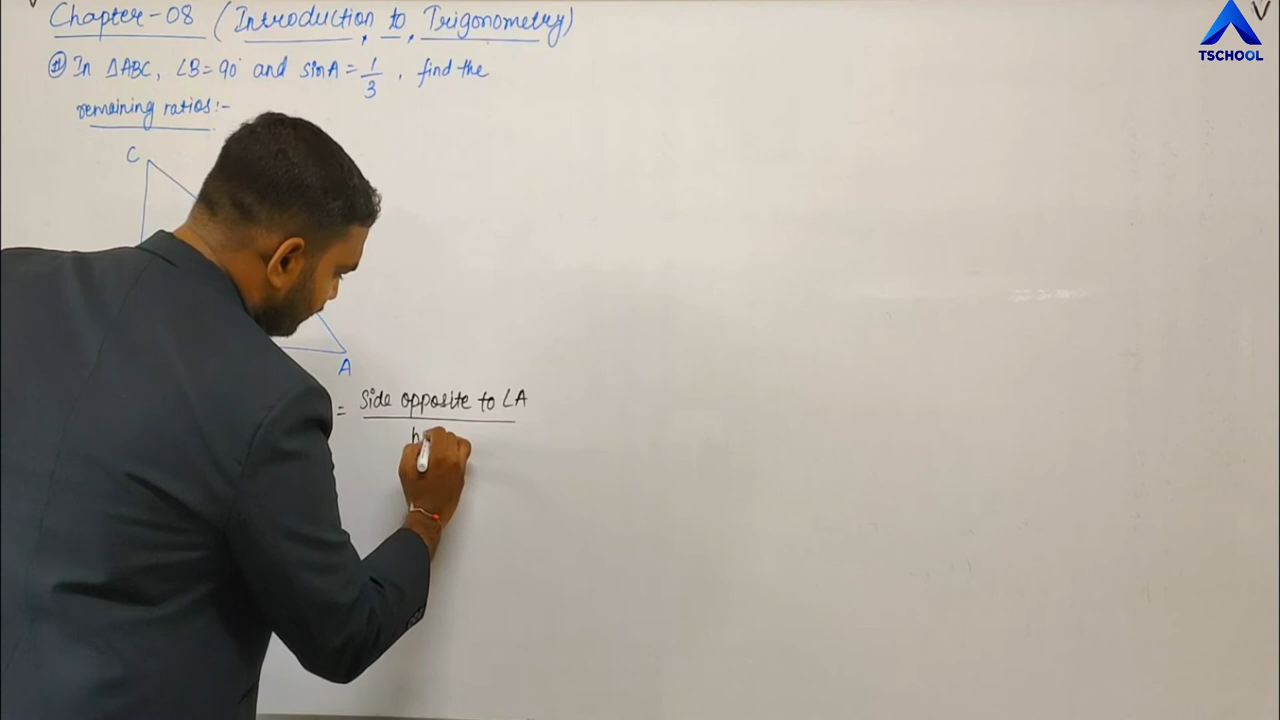 Chapter-08 (Introduction to Trigonometry)
In ΔABC, ∠B=90° and sinA = 1/3, find the
remaining ratios:-
C
A
= Side opposite to ∠A
h
TSCHOOL
V